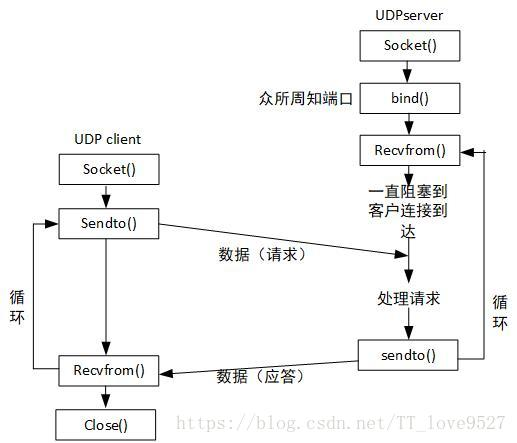 UDPserver
Socket()
众所周知端口
bind()
UDP client
Recvfrom()
Socket()
一直阻塞到
客户连接到
达
Sendto()
数据（请求）
循
环
处理请求
循
环
sendto()
Recvfrom()
数据（应答）
Close()
https://blog.csdn.net/TT_love9527